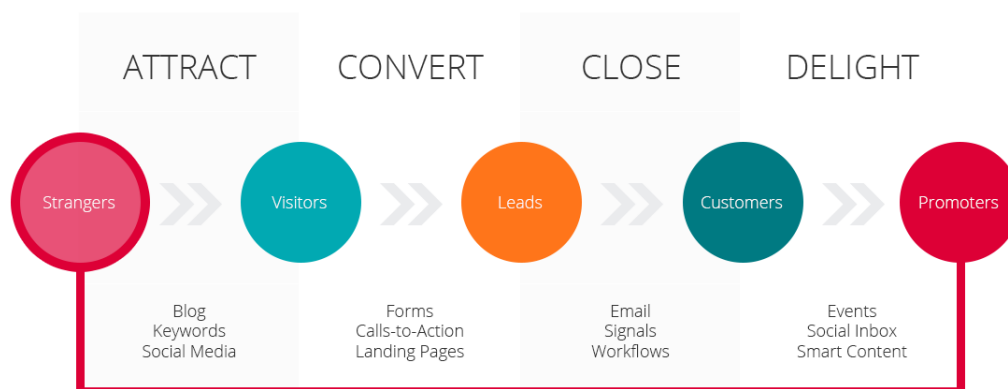 ATTRACT
CONVERT
CLOSE
DELIGHT
Strangers
Visitors
Leads
Customers
Promoters
Blog
Keywords
Social Media
Forms
Calls-to-Action
Landing Pages
Email
Signals
Workflows
Events
Social Inbox
Smart Content